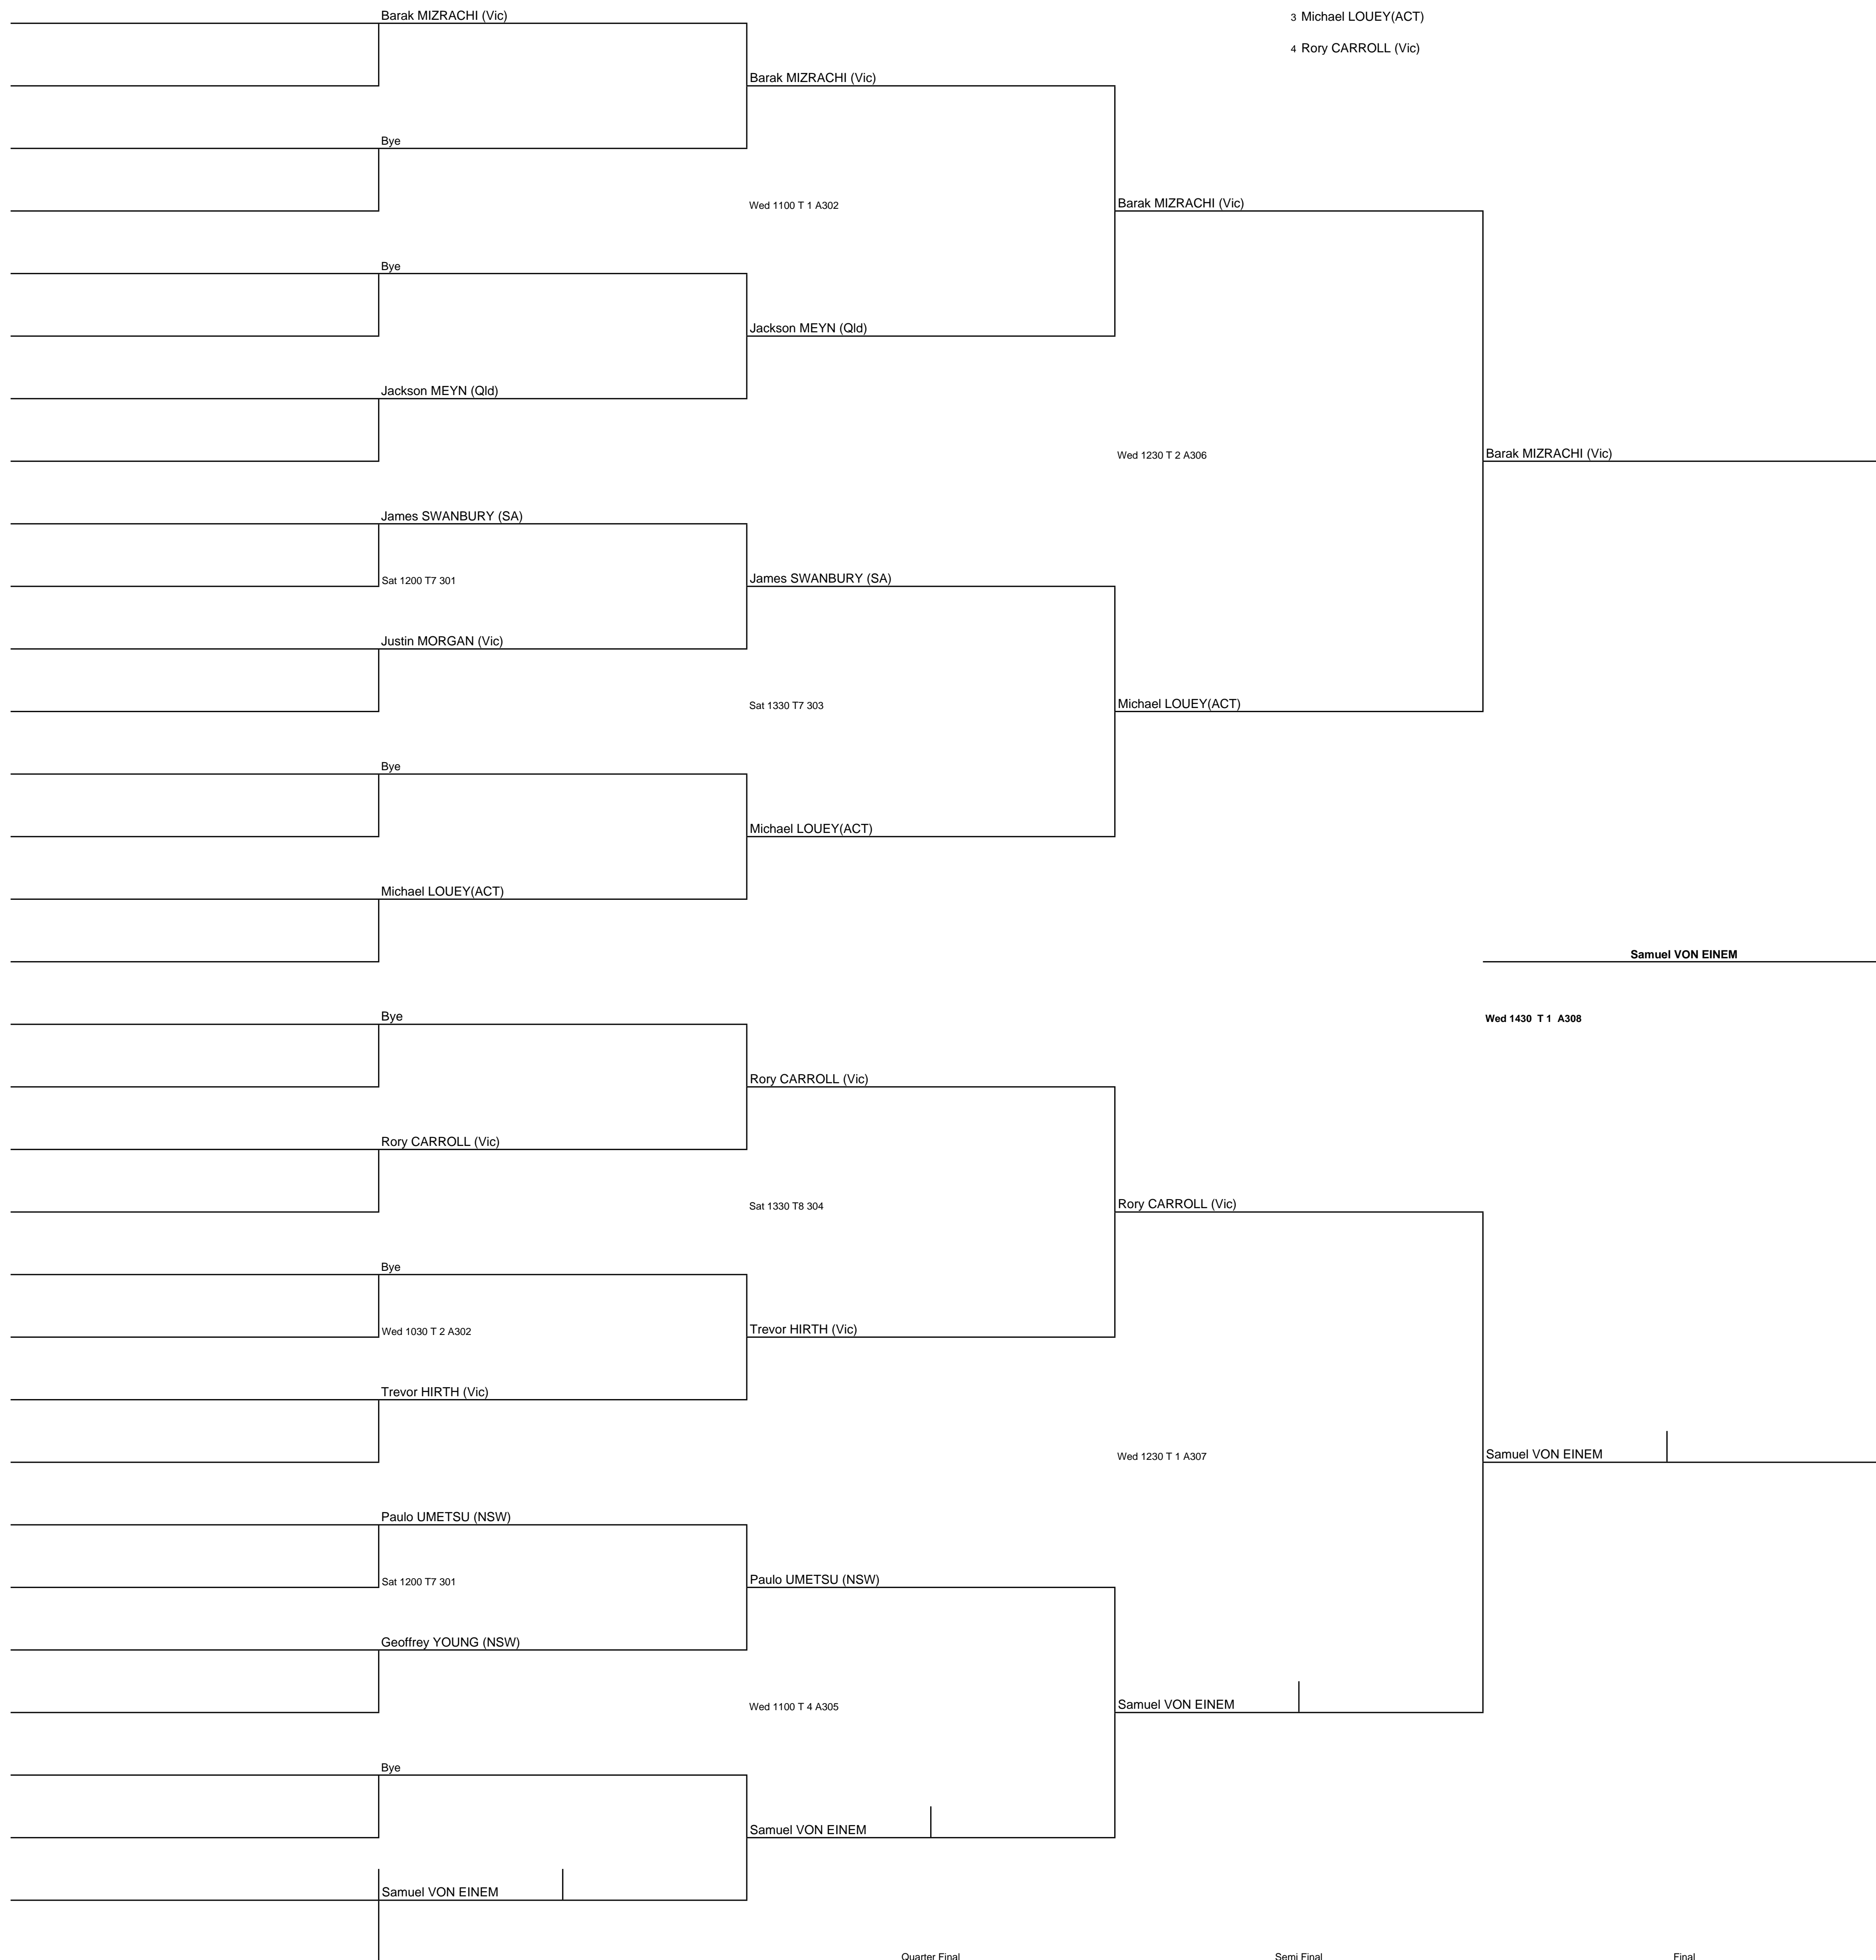 Barak MIZRACHI (Vic)
3 Michael LOUEY(ACT)
4 Rory CARROLL (Vic)
Barak MIZRACHI (Vic)
Bye
Wed 1100 T 1 A302
Barak MIZRACHI (Vic)
Bye
Jackson MEYN (Qld)
Jackson MEYN (Qld)
Wed 1230 T 2 A306
Barak MIZRACHI (Vic)
James SWANBURY (SA)
Sat 1200 T7 301
James SWANBURY (SA)
Justin MORGAN (Vic)
Sat 1330 T7 303
Michael LOUEY(ACT)
Bye
Michael LOUEY(ACT)
Michael LOUEY(ACT)
Samuel VON EINEM
Bye
Wed 1430 T 1 A308
Rory CARROLL (Vic)
Rory CARROLL (Vic)
Sat 1330 T8 304
Rory CARROLL (Vic)
Bye
Wed 1030 T 2 A302
Trevor HIRTH (Vic)
Trevor HIRTH (Vic)
Wed 1230 T 1 A307
Samuel VON EINEM
Paulo UMETSU (NSW)
Sat 1200 T7 301
Paulo UMETSU (NSW)
Geoffrey YOUNG (NSW)
Wed 1100 T 4 A305
Samuel VON EINEM
Bye
Samuel VON EINEM
Samuel VON EINEM
Quarter Final
Semi Final
Final